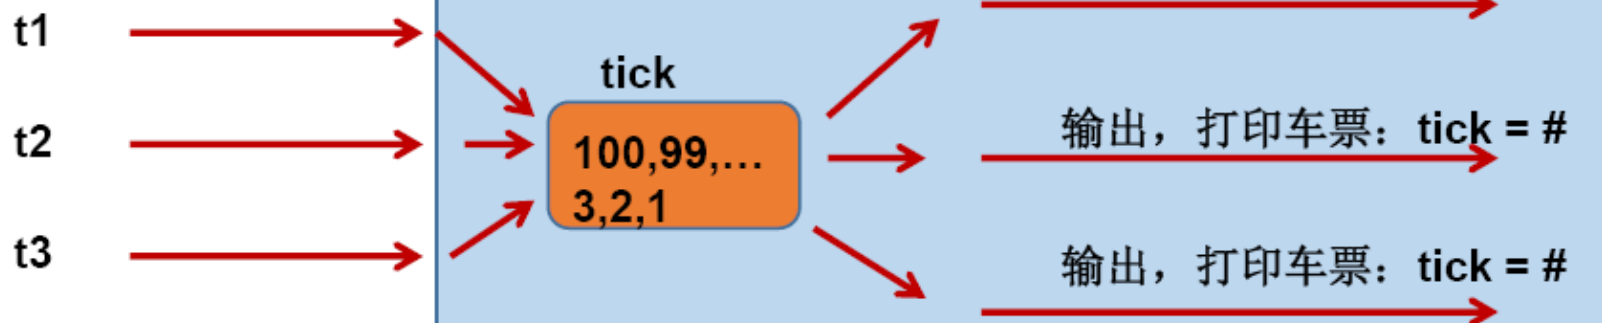 t1
tick
t2
100,99,...
3,2,1
输出，打印车票：tick = #
t3
输出，打印车票：tick = #